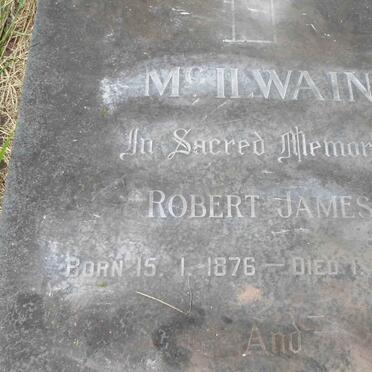 McILWAIN
In Sacred Memor
ROBERT JAMES
BORN 15. 1. 1876 — DIED 1.
And